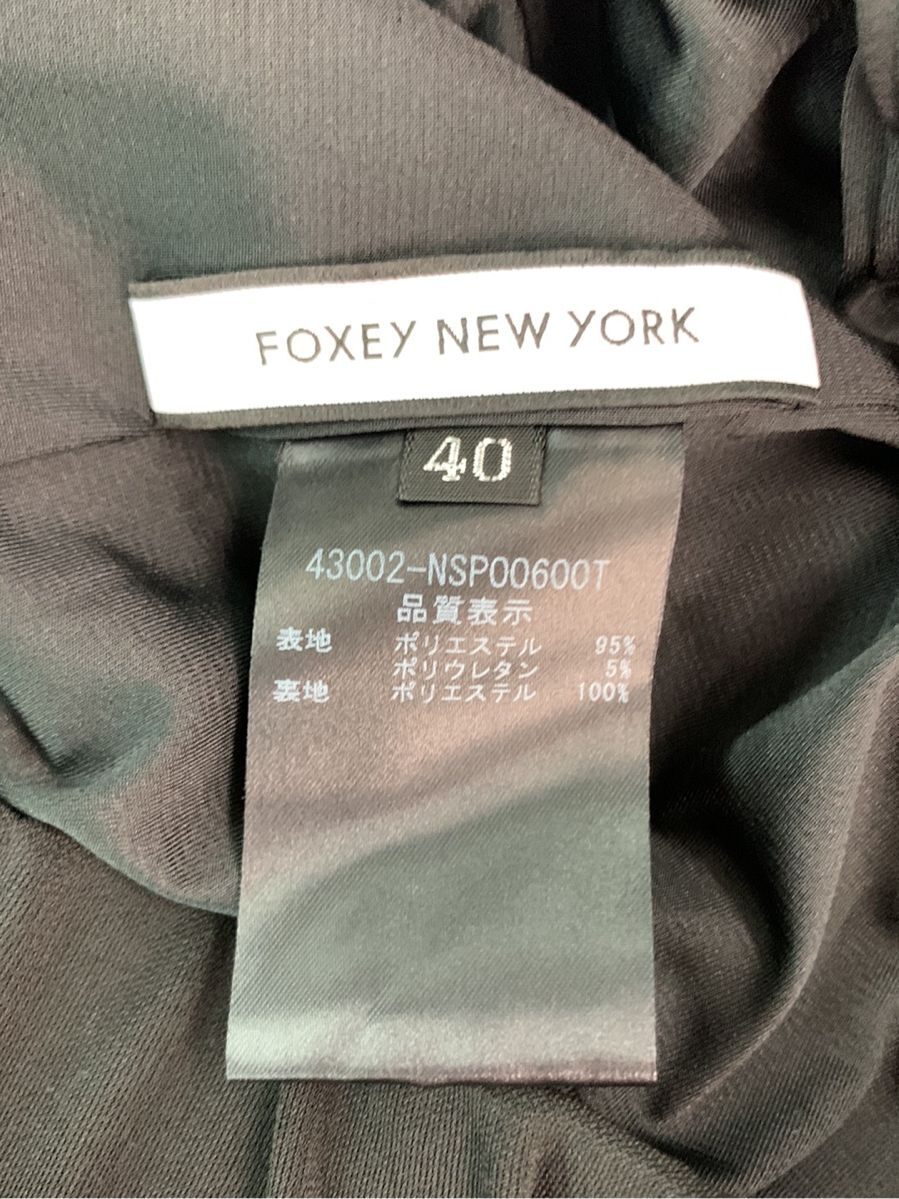 FOXEY NEW YORK
40
43002-NSP00600T
品質表示
表地 ポリエステル 95%
ポリウレタン 5%
裏地 ポリエステル 100%